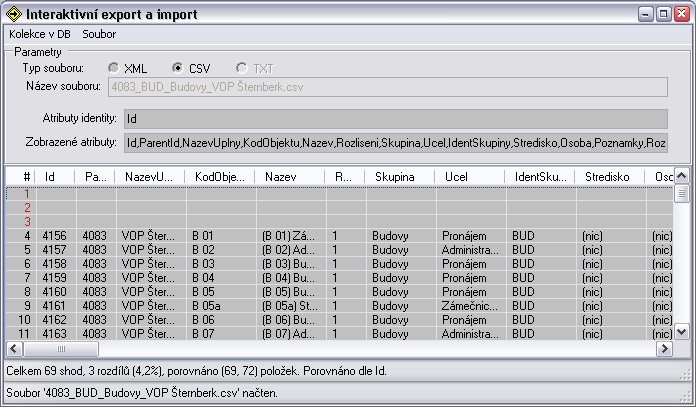 Interaktivní export a import
Kolekce v DB Soubor
Parametry
Typ souboru: XML CSV TXT
Název souboru: 4083_BUD_Budovy_VOP Šternberk.csv
Atributy identity: Id
Zobrazené atributy: Id,ParentId,NazevUplny,KodObjektu,Nazev,Rozliseni,Skupina,Ucel,IdentSkupiny,Stredisko,Osoba,Poznamky,Roz
# Id Pa... NazevU... KodObje... Nazev R... Skupina Ucel IdentSku... Stredisko Osc
1
2
3
4 4156 4083 VOP Šter... B 01 (B 01) Zá... 1 Budovy Pronájem BUD (nic) (nic)
5 4157 4083 VOP Šter... B 02 (B 02) Ad... 1 Budovy Administra... BUD (nic) (nic)
6 4158 4083 VOP Šter... B 03 (B 03) Bu... 1 Budovy Pronájem BUD (nic) (nic)
7 4159 4083 VOP Šter... B 04 (B 04) Bu... 1 Budovy Pronájem BUD (nic) (nic)
8 4160 4083 VOP Šter... B 05 (B 05) Bu... 1 Budovy Pronájem BUD (nic) (nic)
9 4161 4083 VOP Šter... B 05a (B 05a) St... 1 Budovy Zámečnic... BUD (nic) (nic)
10 4162 4083 VOP Šter... B 06 (B 06) Bu... 1 Budovy Pronájem BUD (nic) (nic)
11 4163 4083 VOP Šter... B 07 (B 07) Ad... 1 Budovy Administra... BUD (nic) (nic)
Celkem 69 shod, 3 rozdílů (4,2%), porovnáno (69, 72) položek. Porovnáno dle Id.
Soubor '4083_BUD_Budovy_VOP Šternberk.csv' načten.